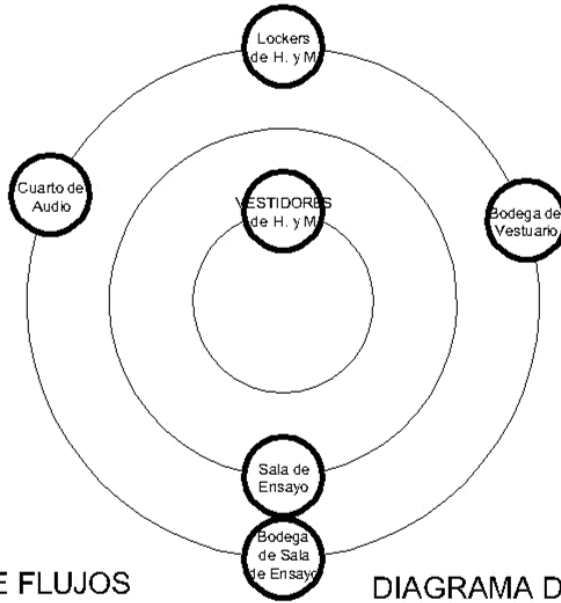 Lockers
de H. y M
Cuarto de
Audio
VESTIDORES
de H. y M
Bodega de
Vestuario
Sala de
Ensayo
Bodega
de Sala
de Ensayo
E FLUJOS
DIAGRAMA D